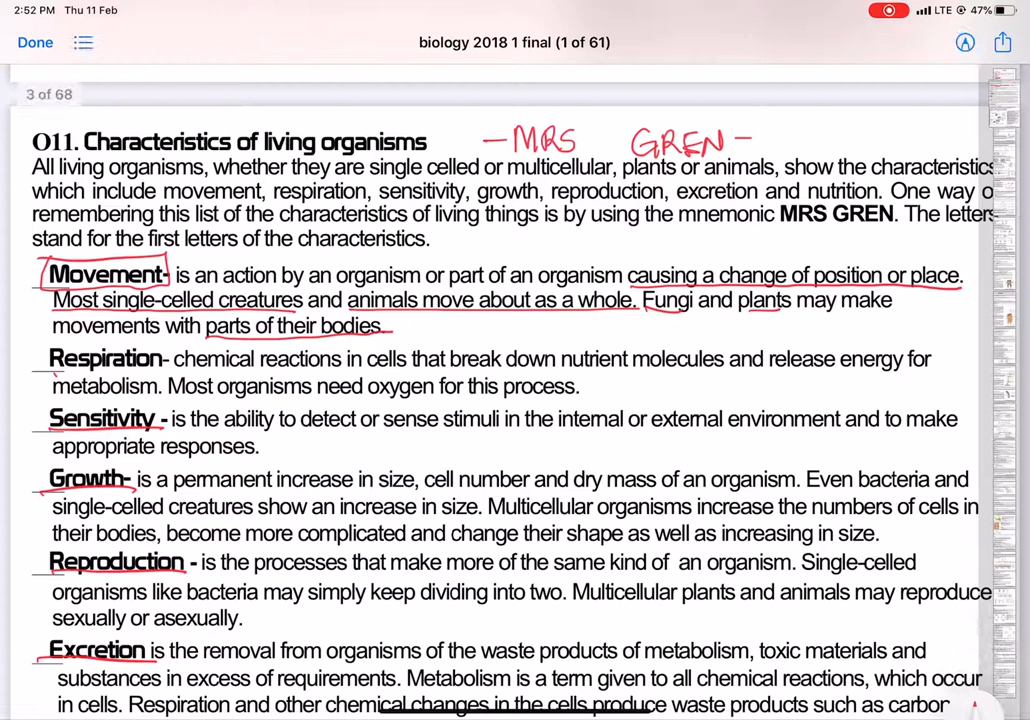 2:52 PM Thu 11 Feb LTE 47%
Done biology 2018 1 final (1 of 61)
3 of 68
O11. Characteristics of living organisms - MRS GREN -
All living organisms, whether they are single celled or multicellular, plants or animals, show the characteristics
which include movement, respiration, sensitivity, growth, reproduction, excretion and nutrition. One way o
remembering this list of the characteristics of living things is by using the mnemonic MRS GREN. The letters
stand for the first letters of the characteristics.
Movement- is an action by an organism or part of an organism causing a change of position or place.
Most single-celled creatures and animals move about as a whole. Fungi and plants may make
movements with parts of their bodies.
Respiration- chemical reactions in cells that break down nutrient molecules and release energy for
metabolism. Most organisms need oxygen for this process.
Sensitivity - is the ability to detect or sense stimuli in the internal or external environment and to make
appropriate responses.
Growth- is a permanent increase in size, cell number and dry mass of an organism. Even bacteria and
single-celled creatures show an increase in size. Multicellular organisms increase the numbers of cells in
their bodies, become more complicated and change their shape as well as increasing in size.
Reproduction - is the processes that make more of the same kind of an organism. Single-celled
organisms like bacteria may simply keep dividing into two. Multicellular plants and animals may reproduce
sexually or asexually.
Excretion is the removal from organisms of the waste products of metabolism, toxic materials and
substances in excess of requirements. Metabolism is a term given to all chemical reactions, which occur
in cells. Respiration and other chemical changes in the cells produce waste products such as carbon